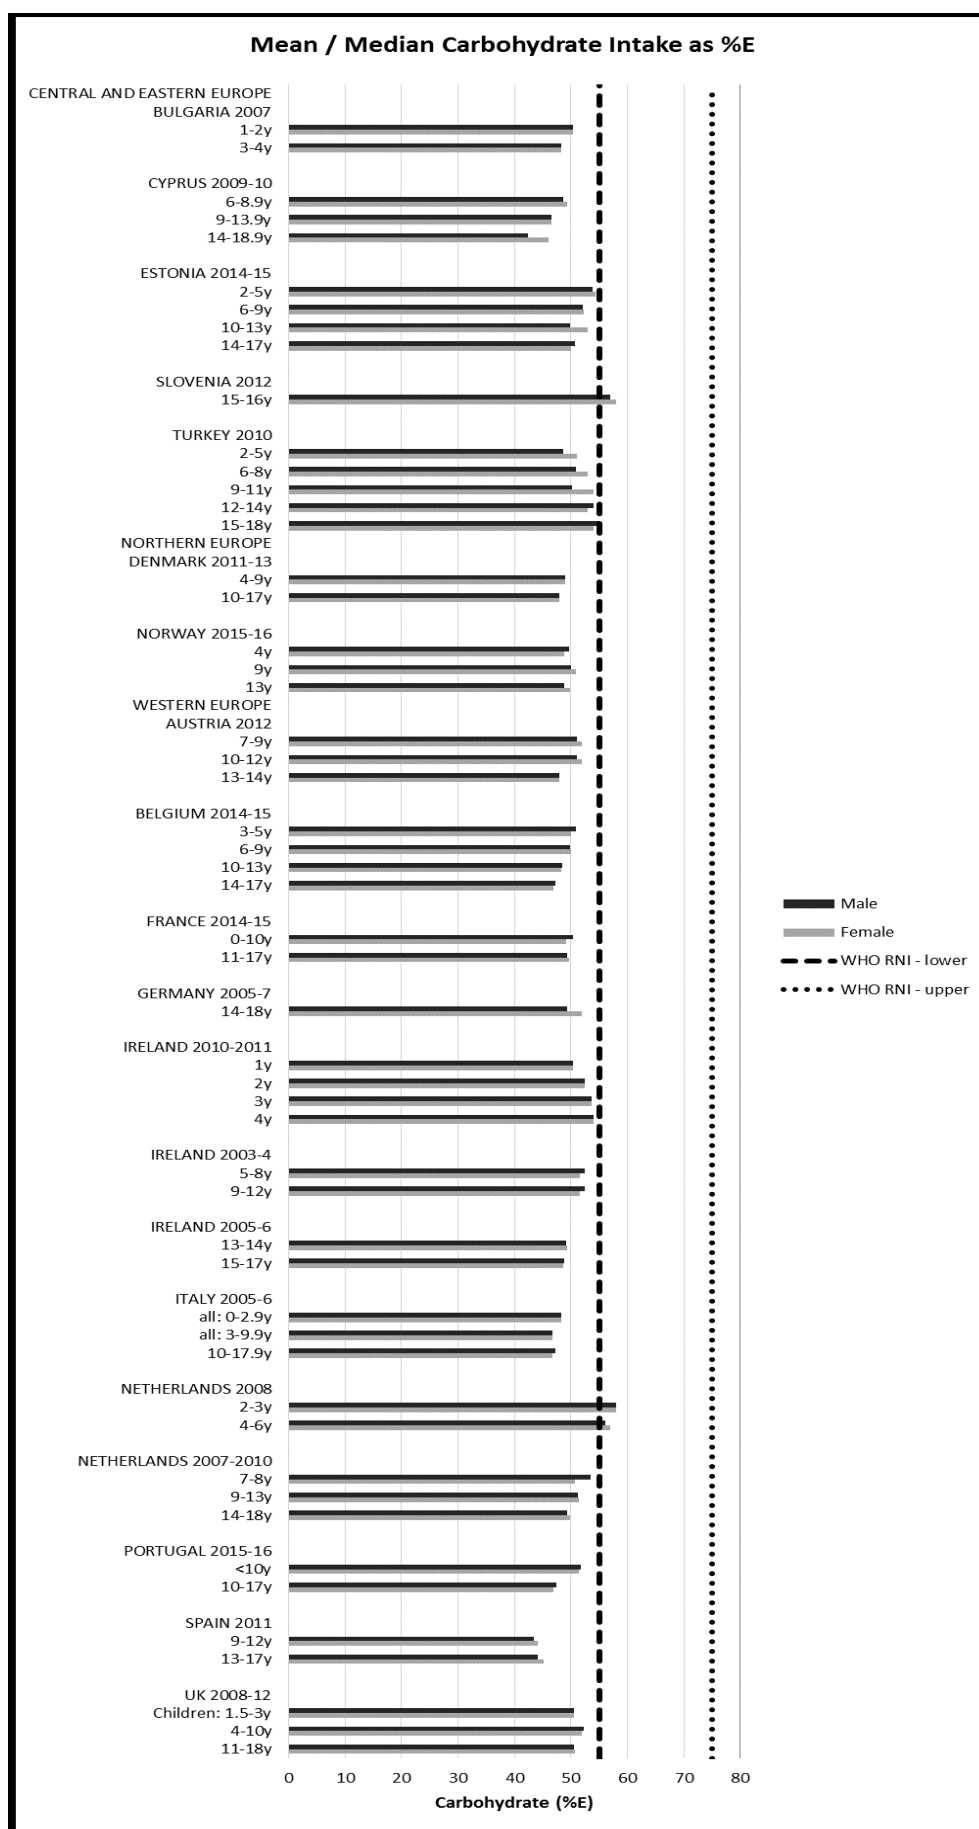 Mean / Median Carbohydrate Intake as %E
CENTRAL AND EASTERN EUROPE
BULGARIA 2007
1-2y
3-4y
CYPRUS 2009-10
6-8.9y
9-13.9y
14-18.9y
ESTONIA 2014-15
2-5y
6-9y
10-13y
14-17y
SLOVENIA 2012
15-16y
TURKEY 2010
2-5y
6-8y
9-11y
12-14y
15-18y
NORTHERN EUROPE
DENMARK 2011-13
4-9y
10-17y
NORWAY 2015-16
4y
9y
13y
WESTERN EUROPE
AUSTRIA 2012
7-9y
10-12y
13-14y
BELGIUM 2014-15
3-5y
6-9y
10-13y
14-17y
FRANCE 2014-15
0-10y
11-17y
GERMANY 2005-7
14-18y
IRELAND 2010-2011
1y
2y
3y
4y
IRELAND 2003-4
5-8y
9-12y
IRELAND 2005-6
13-14y
15-17y
ITALY 2005-6
all: 0-2.9y
all: 3-9.9y
10-17.9y
NETHERLANDS 2008
2-3y
4-6y
NETHERLANDS 2007-2010
7-8y
9-13y
14-18y
PORTUGAL 2015-16
<10y
10-17y
SPAIN 2011
9-12y
13-17y
UK 2008-12
Children: 1.5-3y
4-10y
11-18y
0 10 20 30 40 50 60 70 80
Carbohydrate (%E)
Male
Female
WHO RNI - lower
WHO RNI - upper